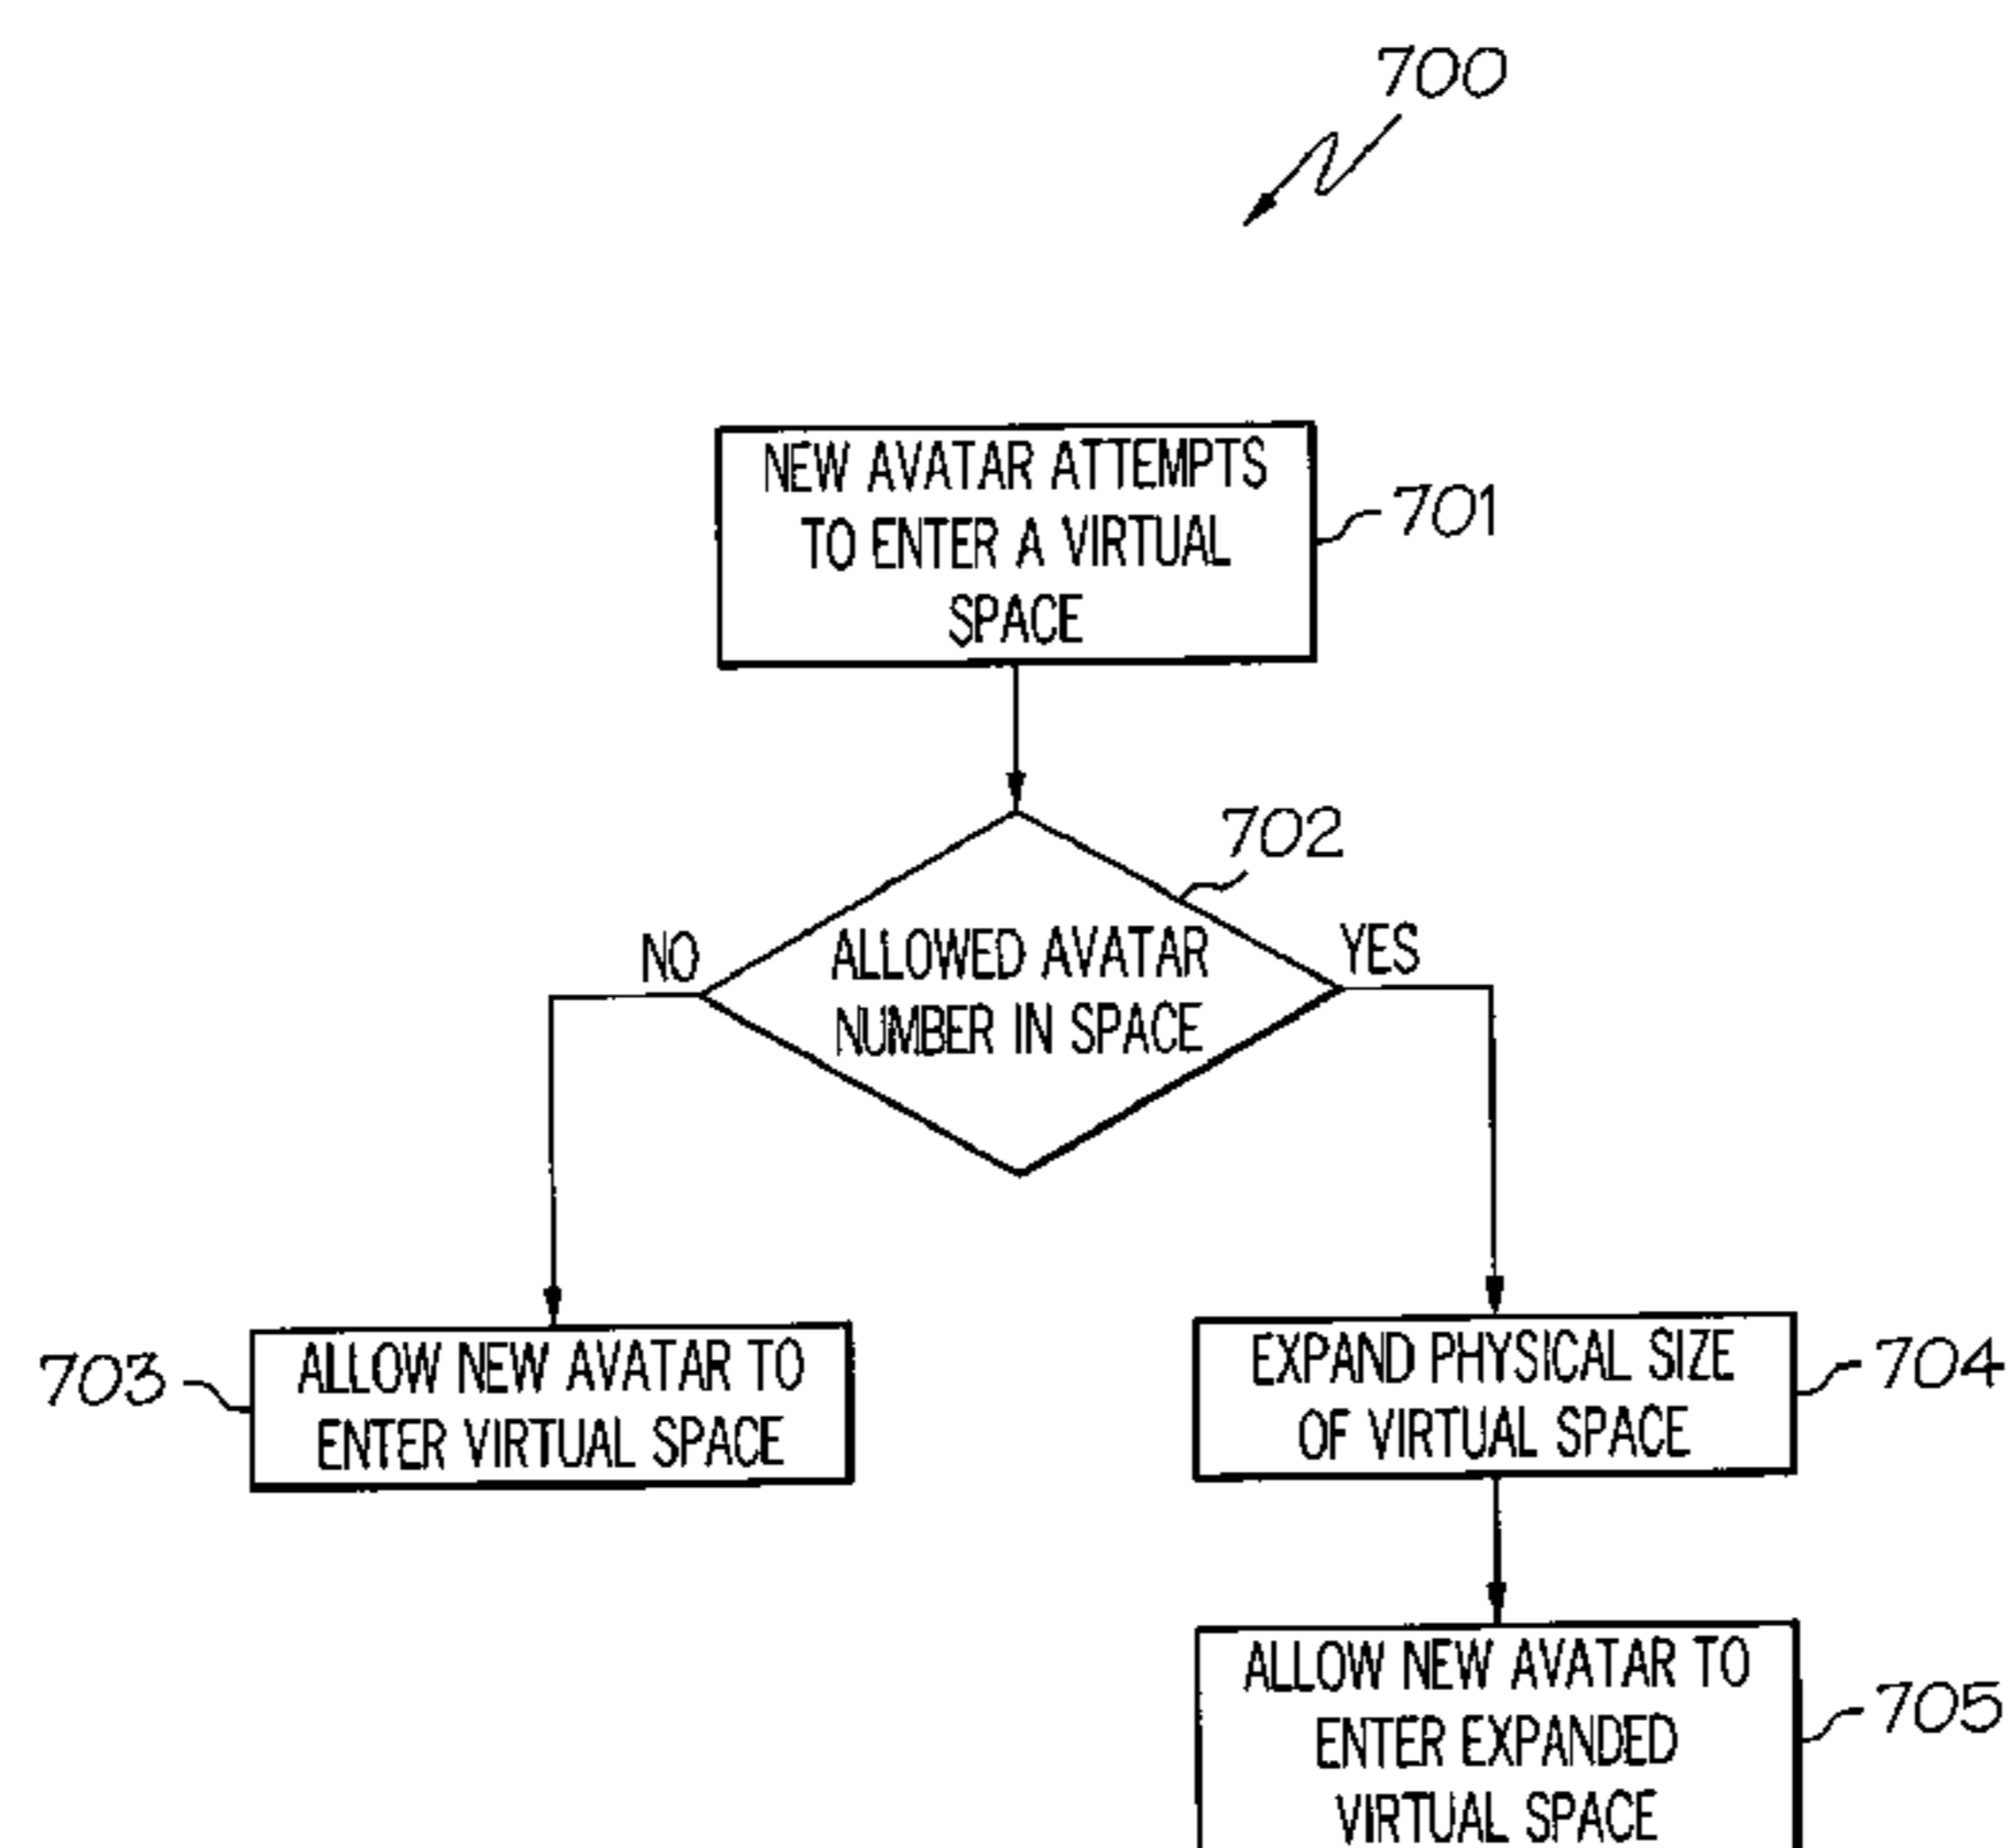 700
NEW AVATAR ATTEMPTS
TO ENTER A VIRTUAL
SPACE
701
702
NO
ALLOWED AVATAR
NUMBER IN SPACE
YES
703
ALLOW NEW AVATAR TO
ENTER VIRTUAL SPACE
EXPAND PHYSICAL SIZE
OF VIRTUAL SPACE
704
ALLOW NEW AVATAR TO
ENTER EXPANDED
VIRTUAL SPACE
705